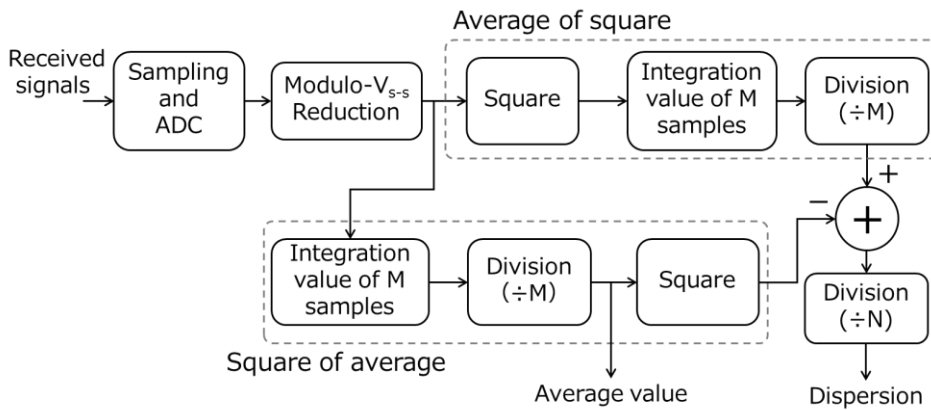 Average of square
Received
signals
Sampling
and
ADC
Modulo-Vs-s
Reduction
Square
Integration
value of M
samples
Division
(÷M)
+
−
+
Integration
value of M
samples
Division
(÷M)
Square
Division
(÷N)
Square of average
Average value
Dispersion